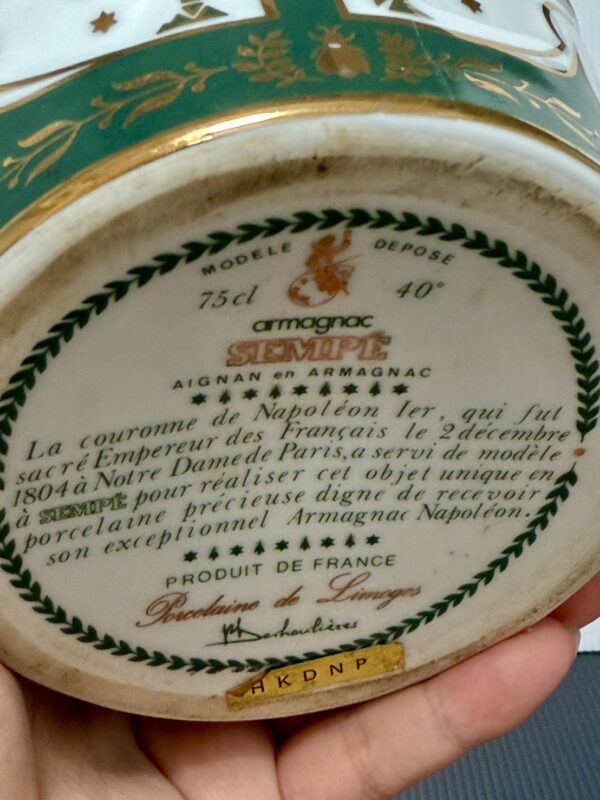 MODELE DEPOSE
75cl 40°
armagnac
SEMPÉ
AIGNAN en ARMAGNAC
La couronne de Napoléon Ier, qui fut
sacré Empereur des Français le 2 décembre
1804 à Notre Dame de Paris, a servi de modèle
à SEMPÉ pour réaliser cet objet unique en
porcelaine précieuse digne de recevoir
son exceptionnel Armagnac Napoléon.
PRODUIT DE FRANCE
Porcelaine de Limoges
M Deshoulières
HKDNP